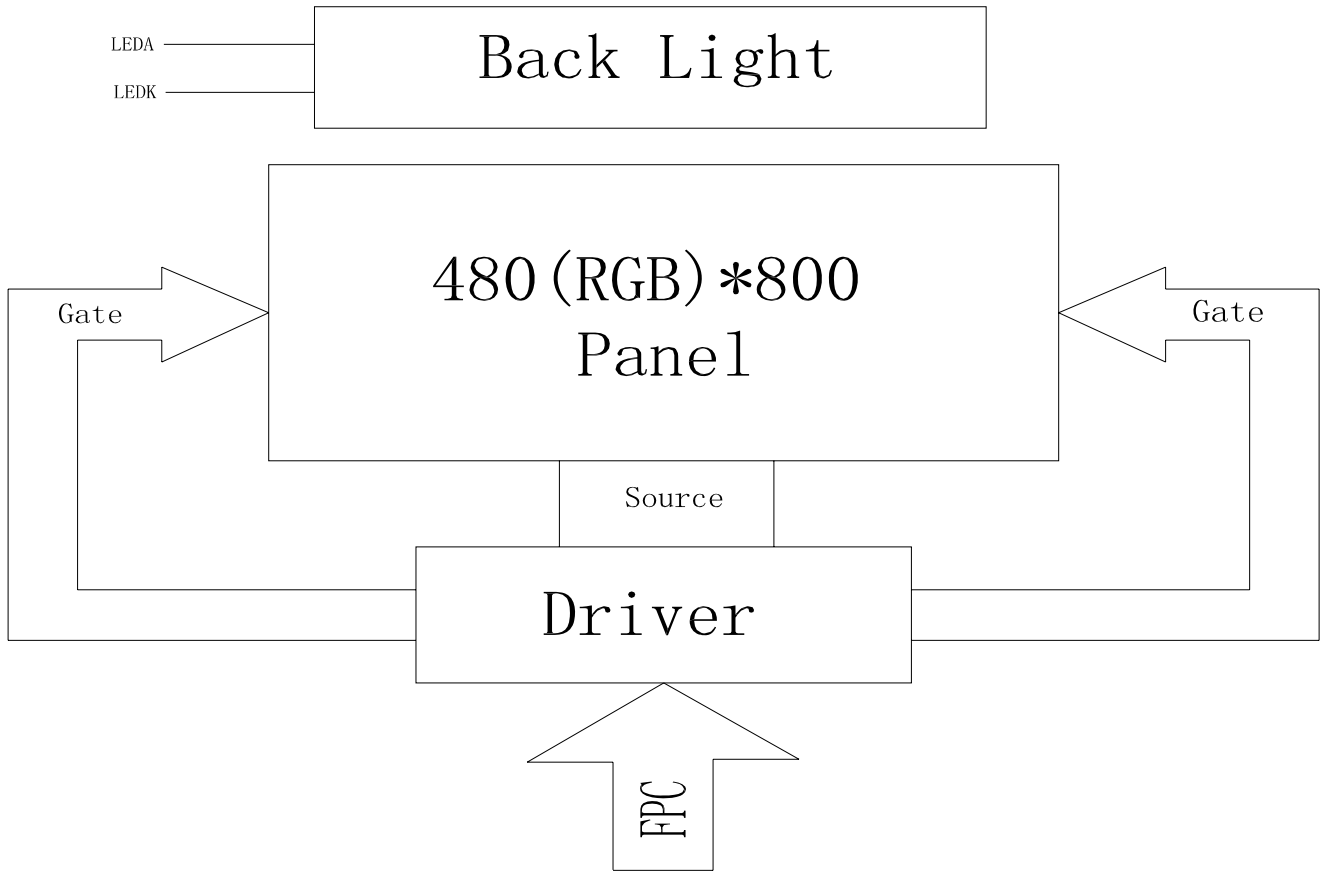 LEDA
LEDK
Back Light
480(RGB)*800
Panel
Gate
Gate
Source
Driver
FPC